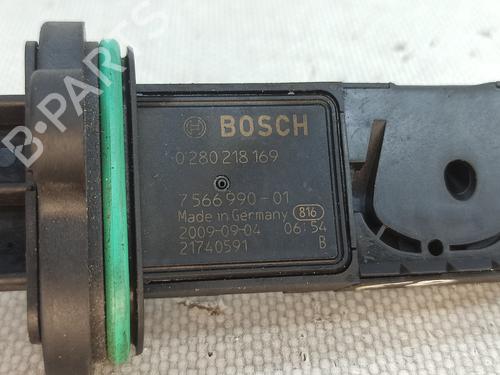 BOSCH
0 280 218 169
7 566 990-01
Made in Germany 816
2009-09-04 06:54
21740591 B
B-PARTS